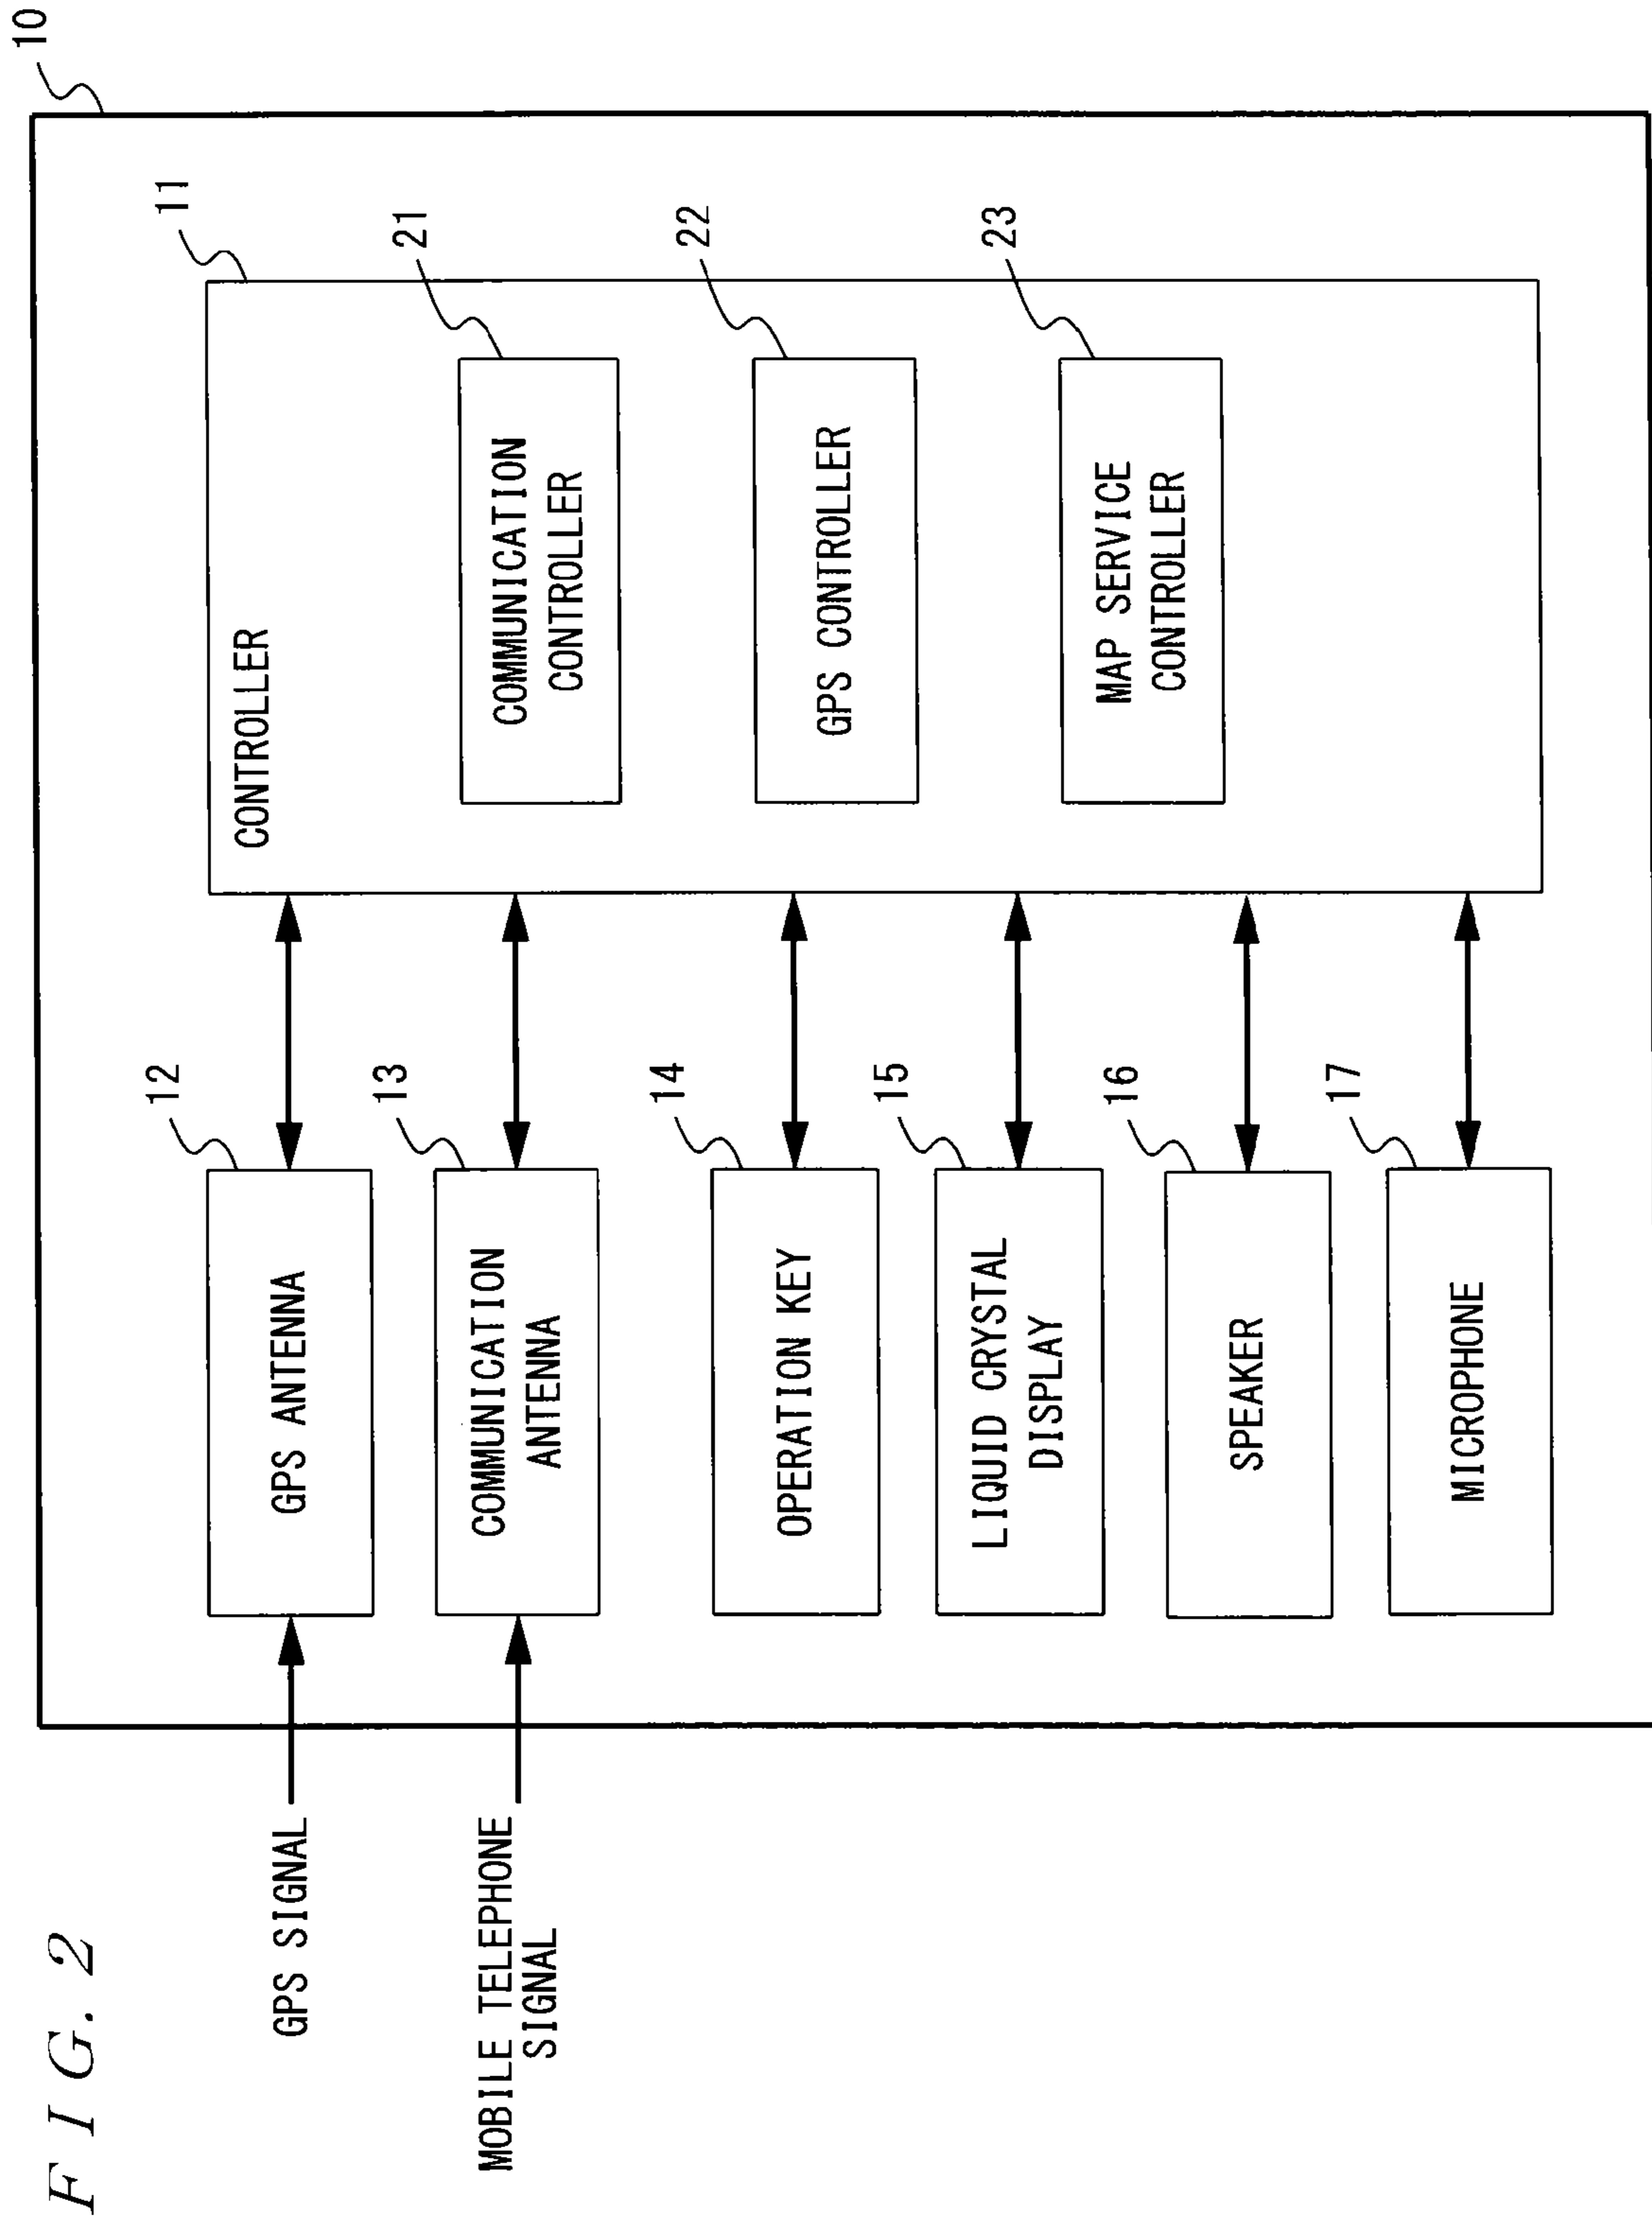 FIG. 2
10
11
CONTROLLER
12
GPS SIGNAL
GPS ANTENNA
21
COMMUNICATION
CONTROLLER
13
MOBILE TELEPHONE
SIGNAL
COMMUNICATION
ANTENNA
22
GPS CONTROLLER
14
OPERATION KEY
15
LIQUID CRYSTAL
DISPLAY
23
MAP SERVICE
CONTROLLER
16
SPEAKER
17
MICROPHONE